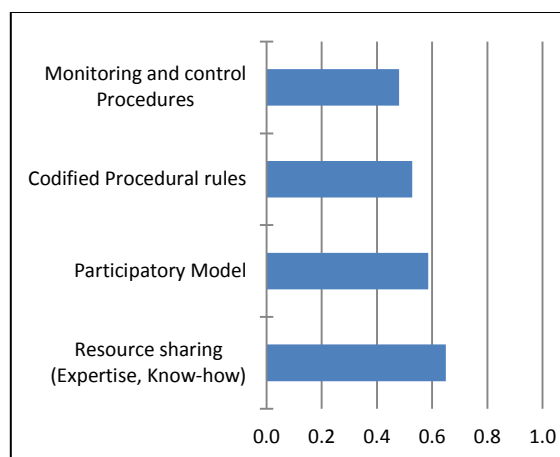 Monitoring and control
Procedures
Codified Procedural rules
Participatory Model
Resource sharing
(Expertise, Know-how)
0.0 0.2 0.4 0.6 0.8 1.0